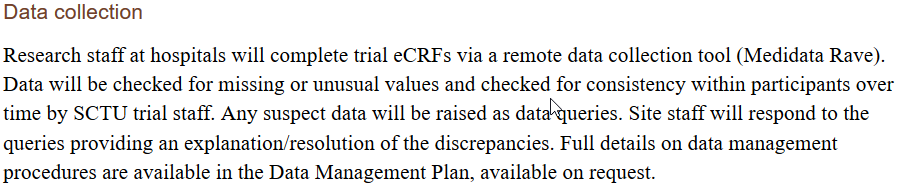 Data collection
Research staff at hospitals will complete trial eCRFs via a remote data collection tool (Medidata Rave).
Data will be checked for missing or unusual values and checked for consistency within participants over
time by SCTU trial staff. Any suspect data will be raised as data queries. Site staff will respond to the
queries providing an explanation/resolution of the discrepancies. Full details on data management
procedures are available in the Data Management Plan, available on request.